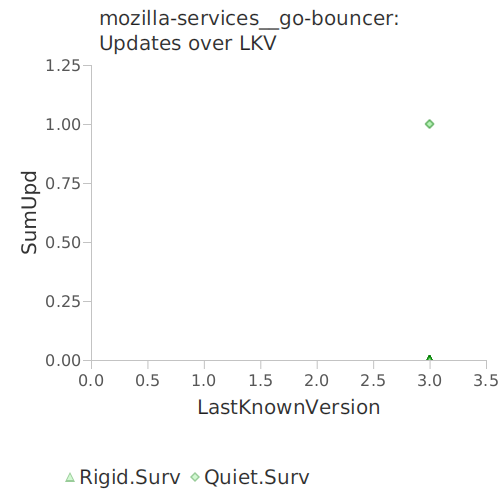 mozilla-services__go-bouncer:
Updates over LKV
1.25
1.00
0.75
0.50
0.25
0.00
SumUpd
0.0 0.5 1.0 1.5 2.0 2.5 3.0 3.5
LastKnownVersion
Rigid.Surv Quiet.Surv